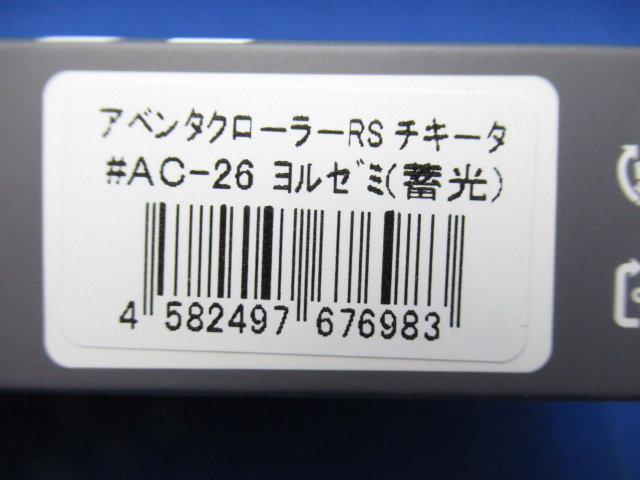 アベンタクローラーRS チキータ
#AC-26 ヨルゼミ(蓄光)
4 582497 676983